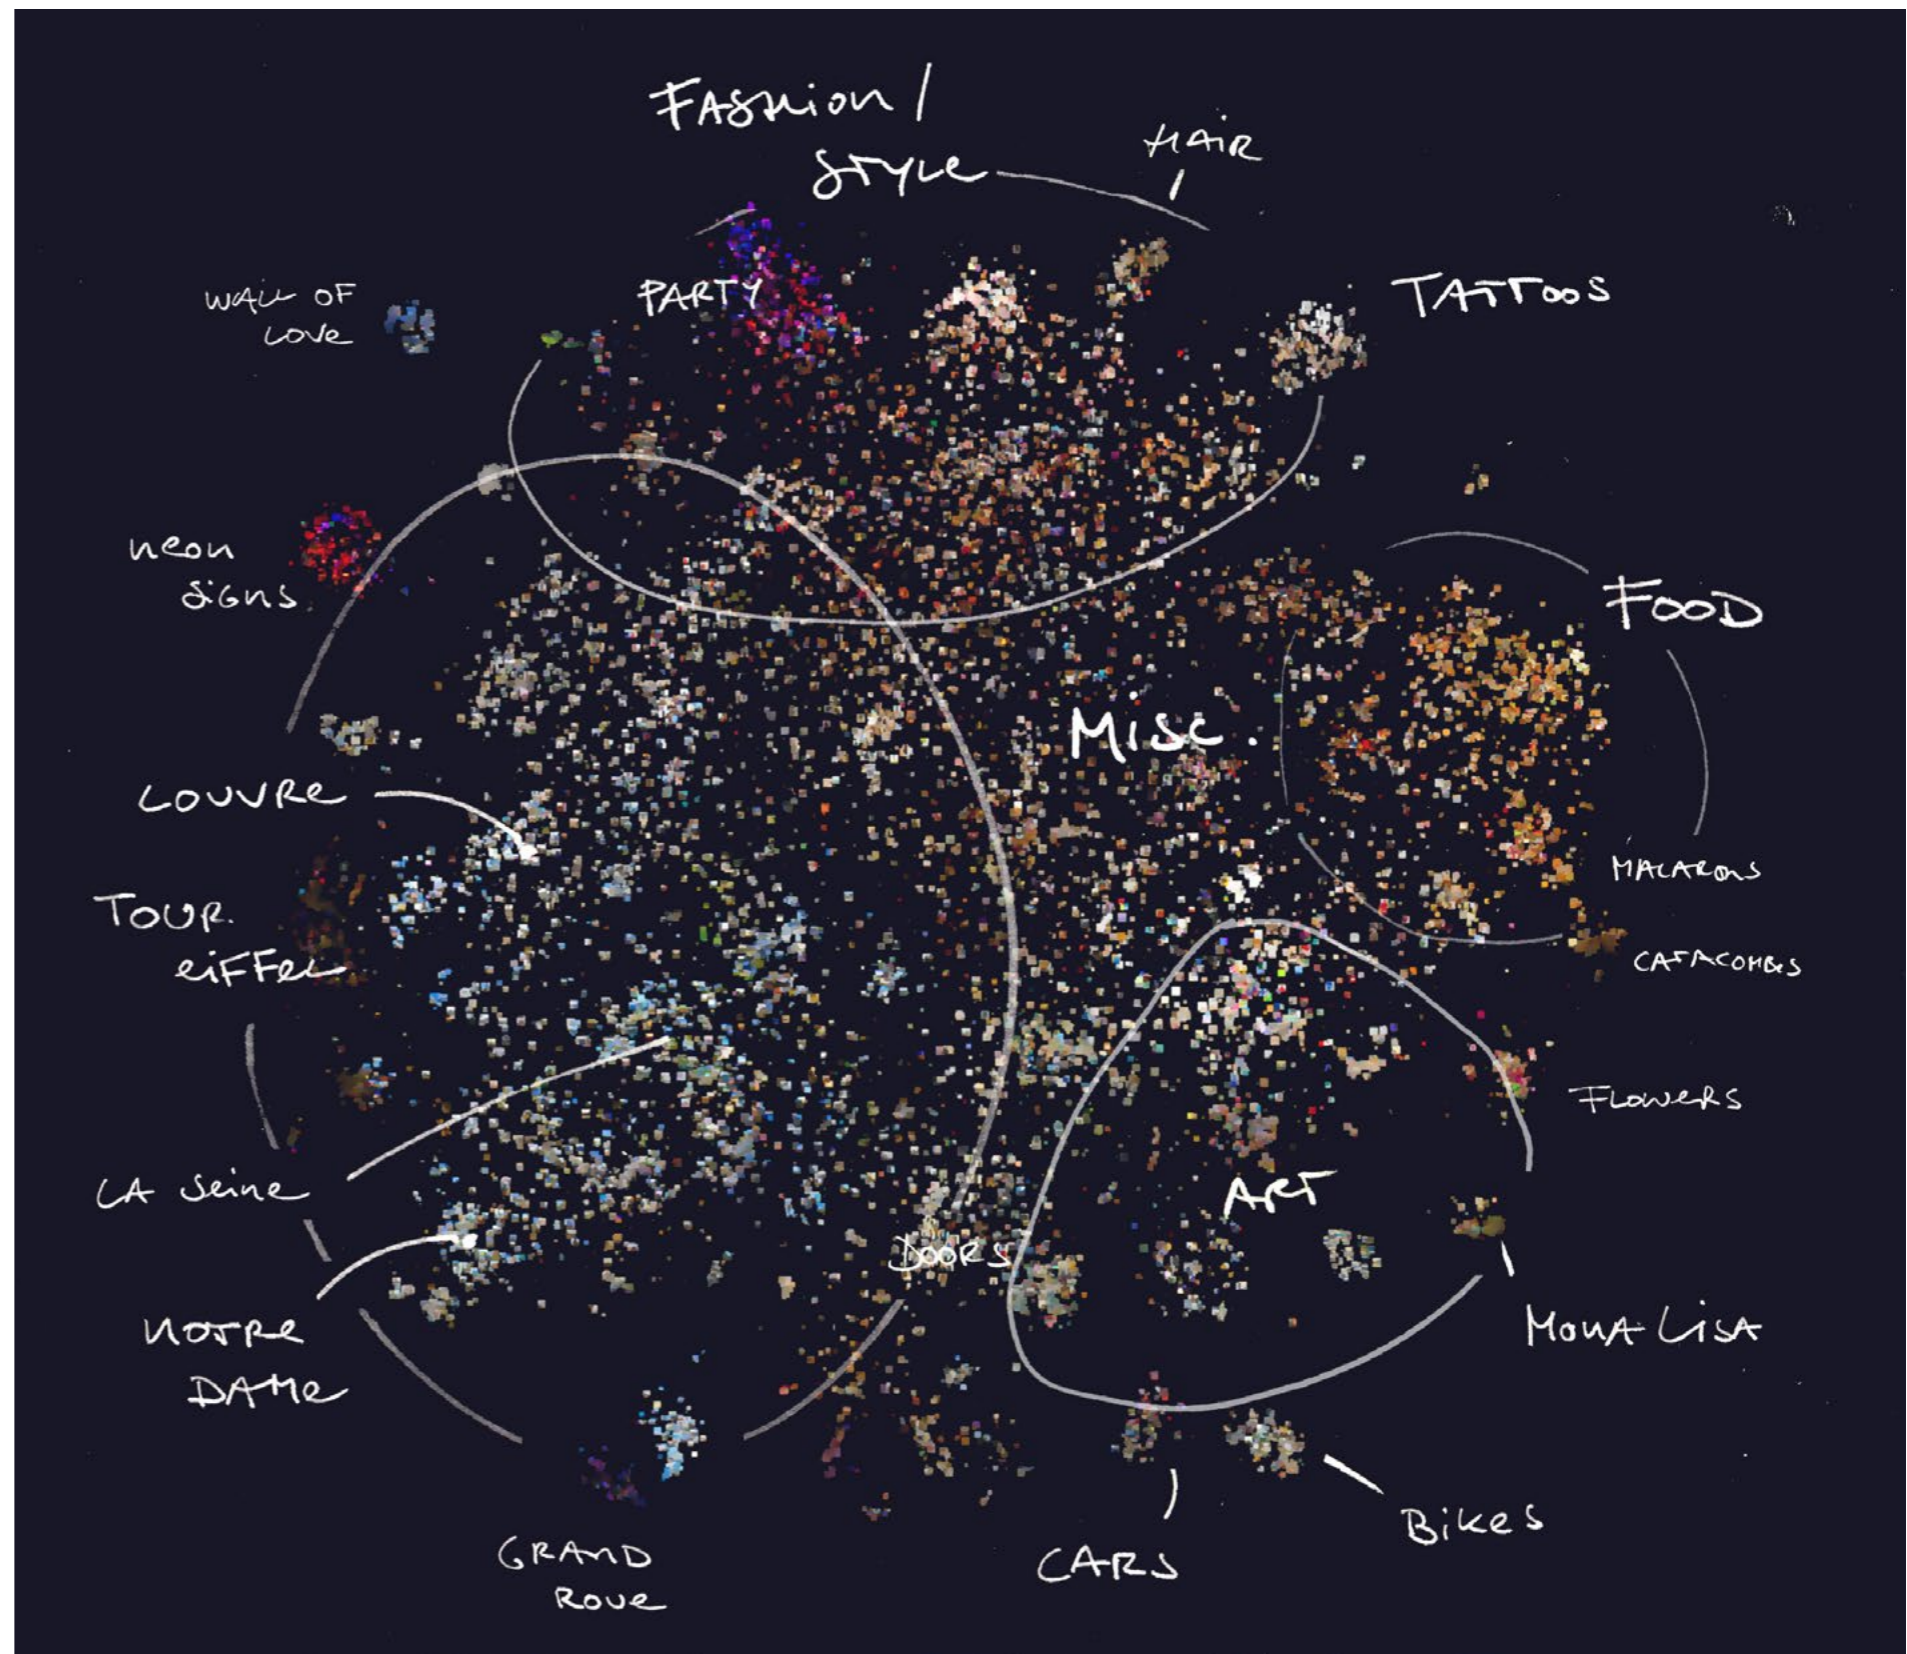 FASHION /
STYLE
HAIR
PARTY
WALL OF
LOVE
TATTOOS
neon
signs
FOOD
MISC.
LOUVRE
MACARONS
TOUR.
EIFFEL
CATACOMBES
FLOWERS
LA Seine
ART
DOORS
NOTRE
DAME
MONA LISA
Bikes
GRAND
ROUE
CARS